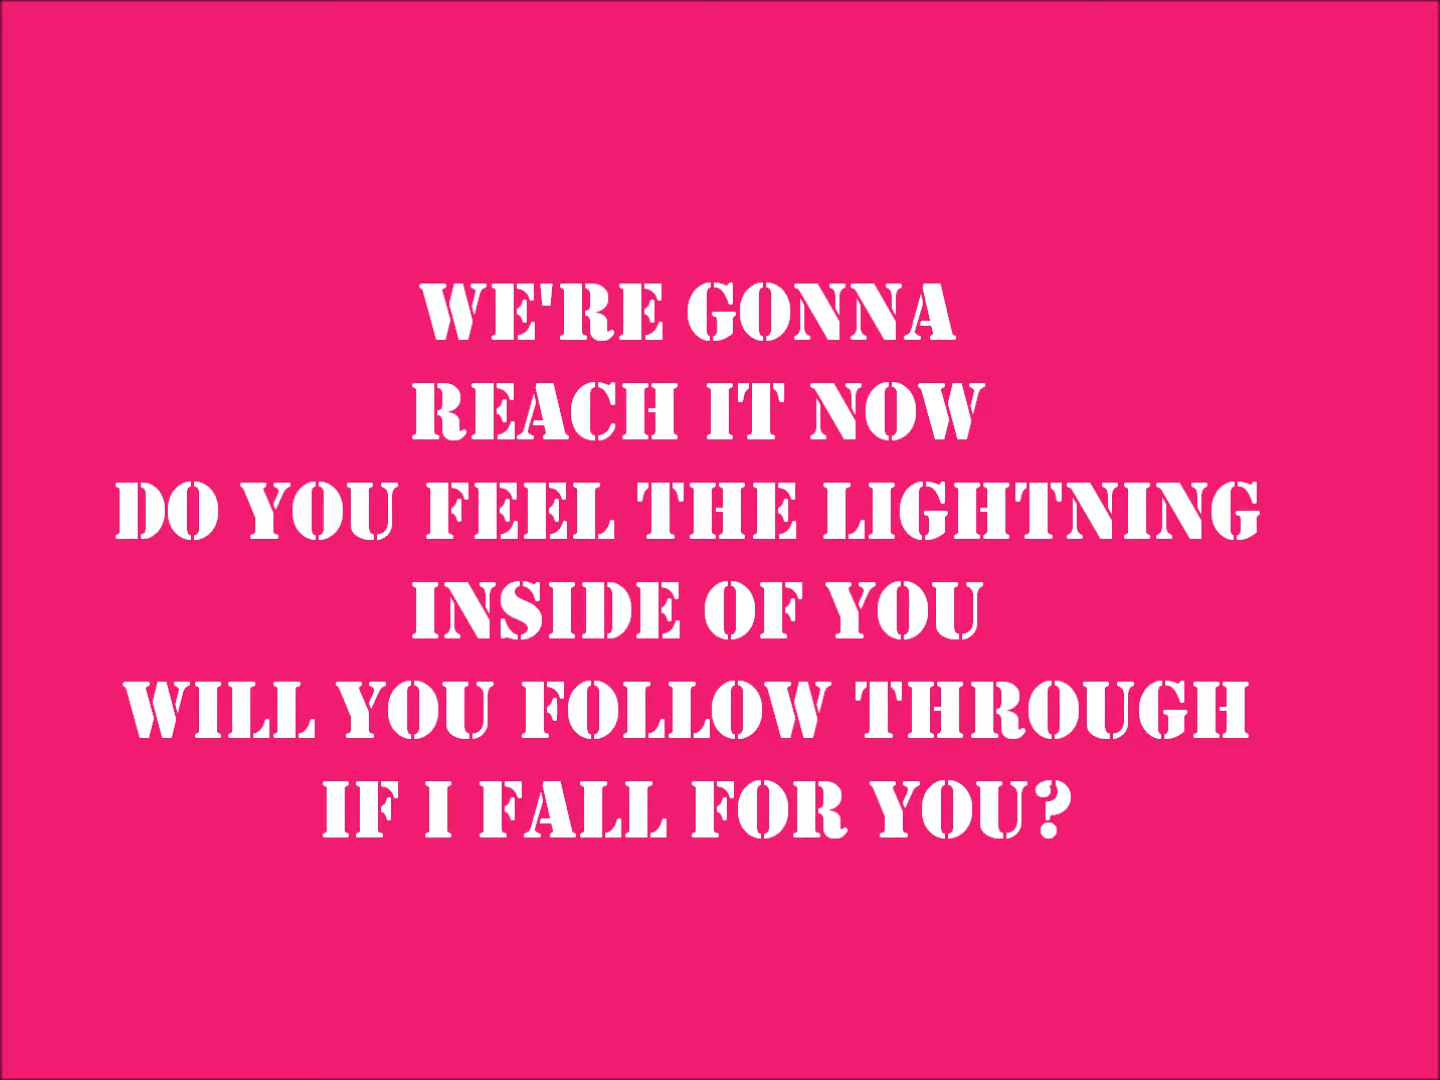 WE'RE GONNA
REACH IT NOW
DO YOU FEEL THE LIGHTNING
INSIDE OF YOU
WILL YOU FOLLOW THROUGH
IF I FALL FOR YOU?